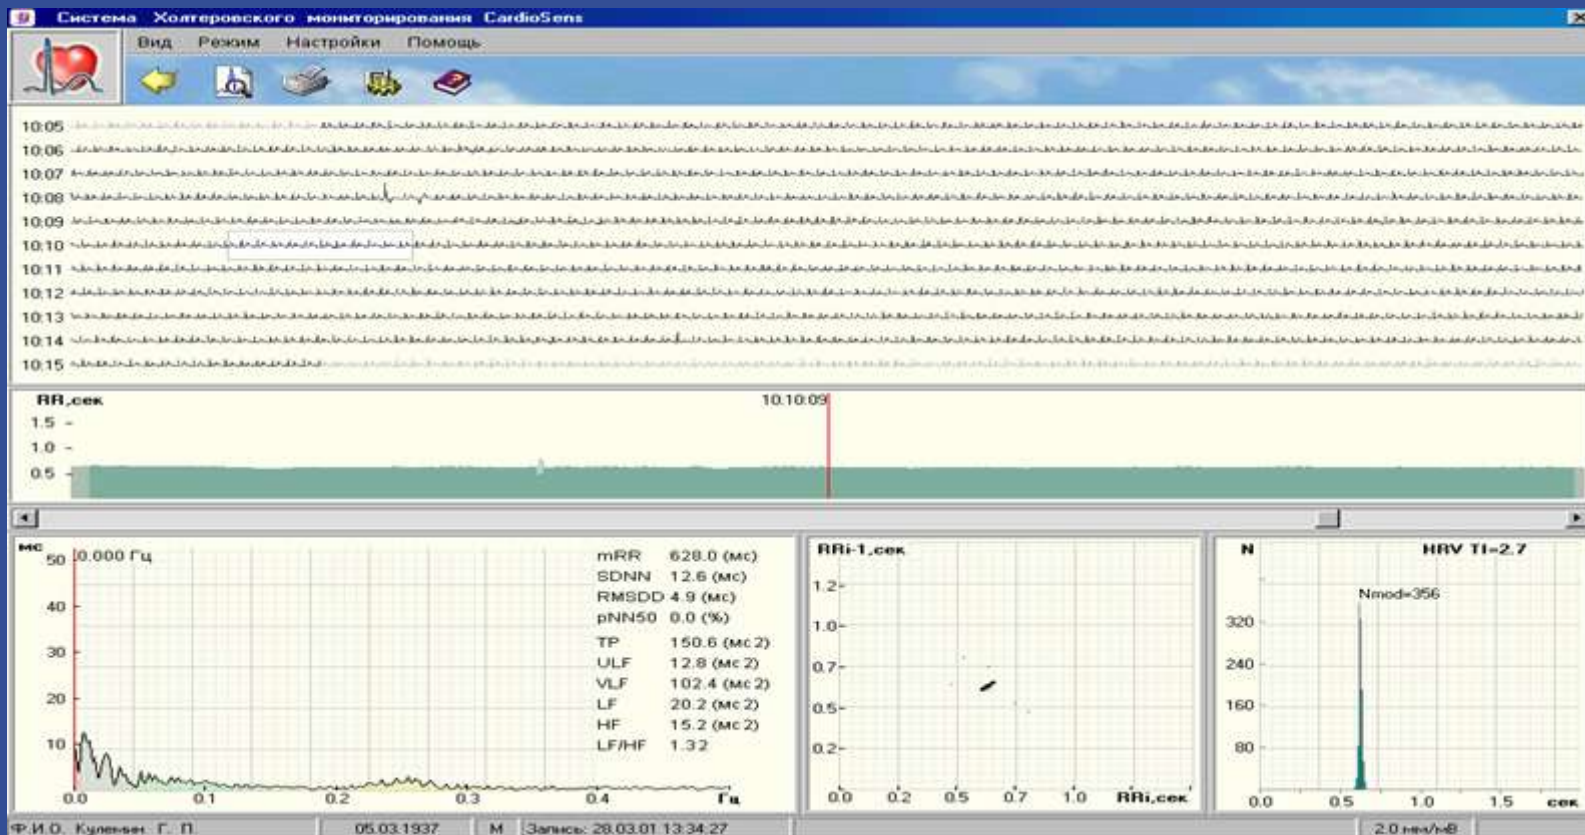 Система Холтеровского мониторирования CardioSens
Вид Режим Настройки Помощь
10:05
10:06
10:07
10:08
10:09
10:10
10:11
10:12
10:13
10:14
10:15
RR,сек 10.10:09
1.5
1.0
0.5
мс 50 0.000 Гц
40
30
20
10
0.0 0.1 0.2 0.3 0.4 Гц
mRR 628.0 (мс)
SDNN 12.6 (мс)
RMSDD 4.9 (мс)
pNN50 0.0 (%)
TP 150.6 (мс2)
ULF 12.8 (мс2)
VLF 102.4 (мс2)
LF 20.2 (мс2)
HF 15.2 (мс2)
LF/HF 1.32
RRi-1,сек
1.2
1.0
0.7
0.5
0.2
0.0 0.2 0.5 0.7 1.0 RRi,сек
N HRV TI=2.7
Nmod=356
320
240
160
80
0.0 0.5 1.0 1.5 сек
Ф.И.О. Г. П. 05.03.1937 М Запись: 28.03.01 13:34:27 2.0 мм/мВ